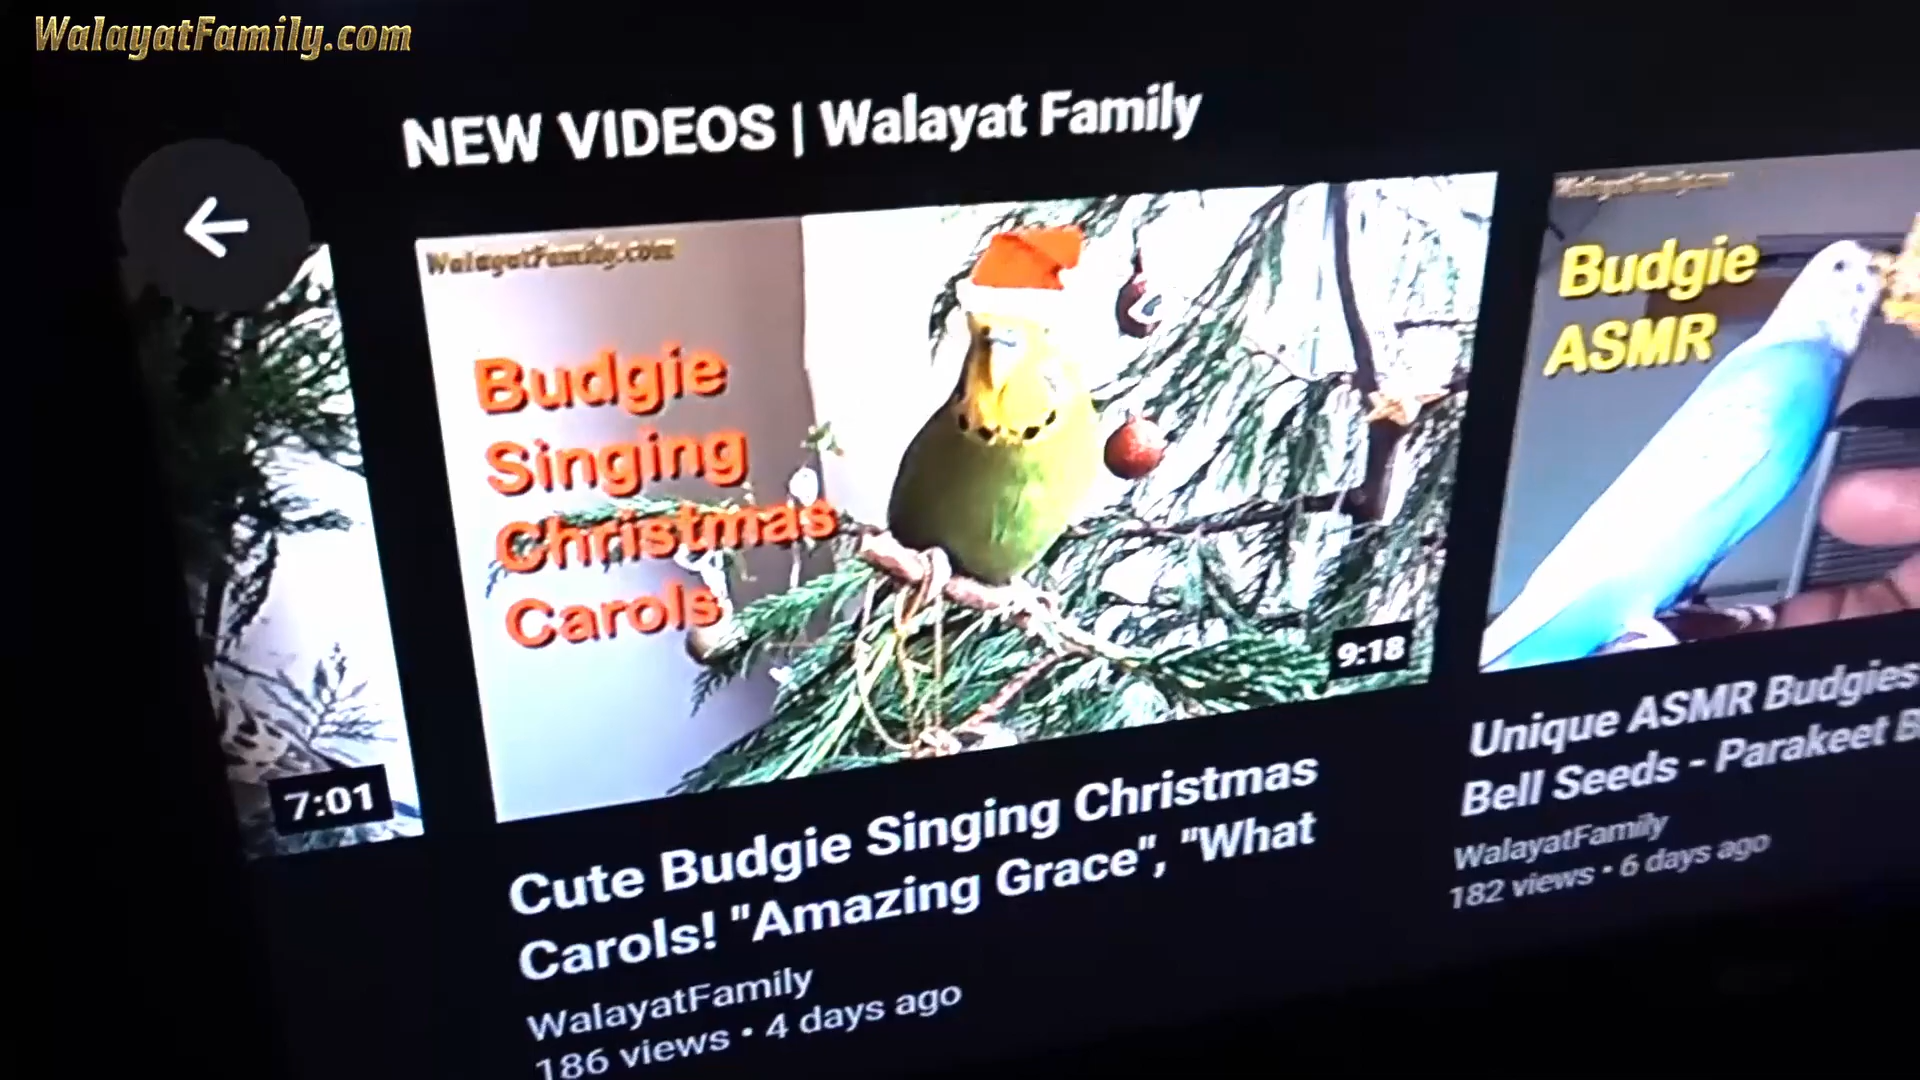 WalayatFamily.com
NEW VIDEOS | Walayat Family
WalayatFamily.com
Budgie
Singing
Christmas
Carols
9:18
7:01
Cute Budgie Singing Christmas
Carols! "Amazing Grace", "What
WalayatFamily
186 views • 4 days ago
WalayatFamily.com
Budgie
ASMR
Unique ASMR Budgies
Bell Seeds - Parakeet
WalayatFamily
182 views • 6 days ago